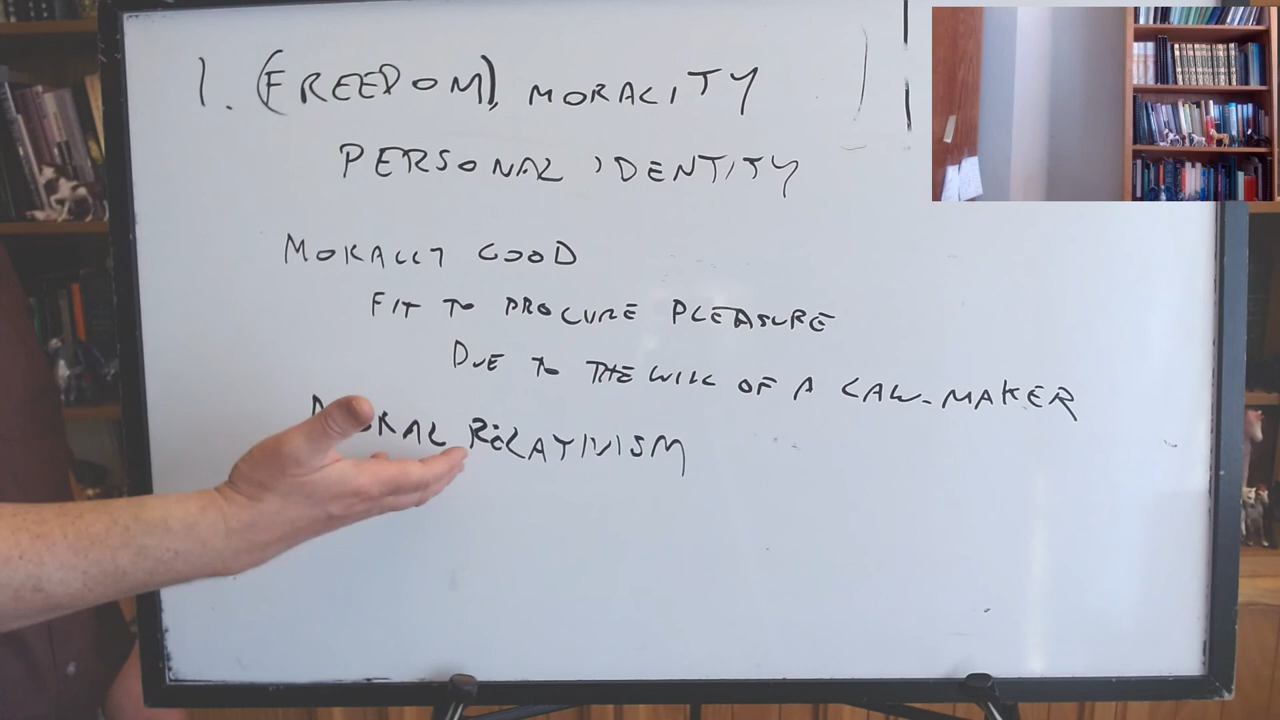 1. (FREEDOM), MORALITY
PERSONAL IDENTITY
MORALLY GOOD
FIT TO PROCURE PLEASURE
DUE TO THE WILL OF A LAW-MAKER
MORAL RELATIVISM